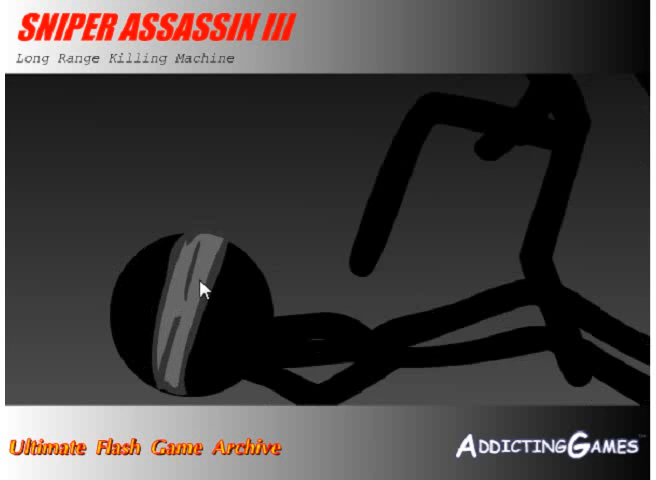 SNIPER ASSASSIN III
Long Range Killing Machine
Ultimate Flash Game Archive
ADDICTINGGAMES